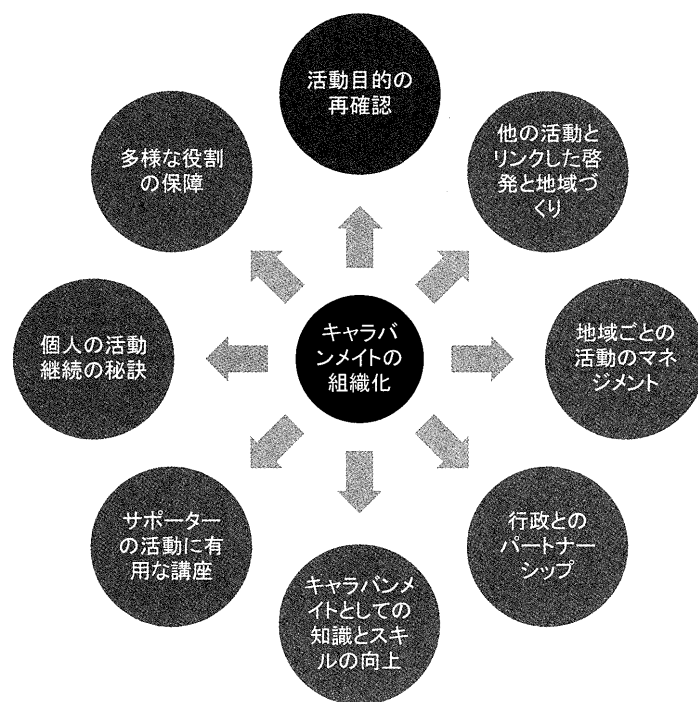 活動目的の
再確認
他の活動と
リンクした啓
発と地域づ
くり
地域ごとの
活動のマネ
ジメント
行政との
パートナー
シップ
キャラバンメ
イトとしての
知識とスキ
ルの向上
サポーター
の活動に有
用な講座
個人の活動
継続の秘訣
多様な役割
の保障
キャラバ
ンメイトの
組織化